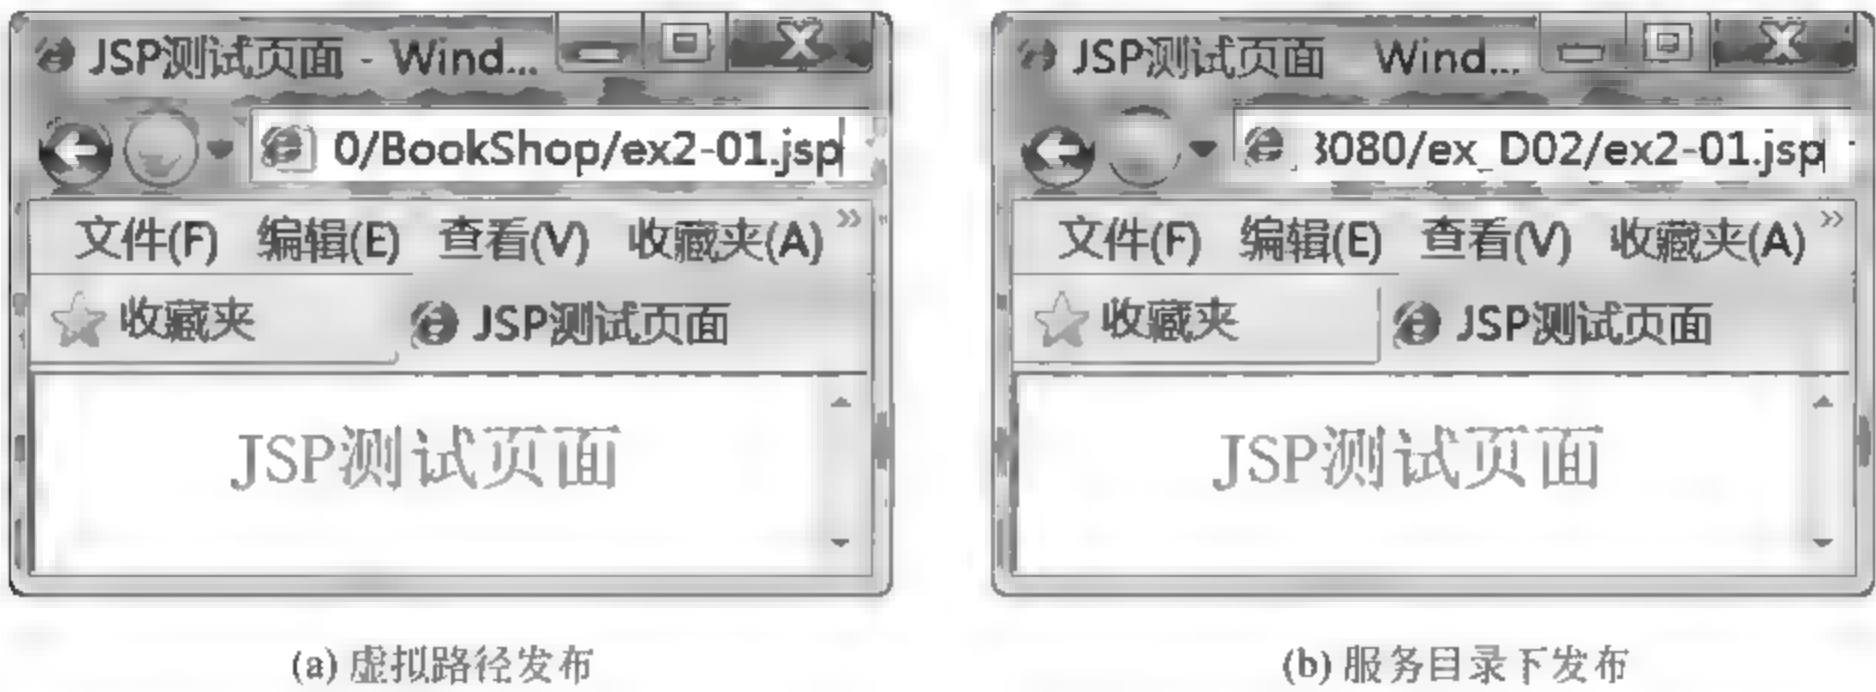 JSP测试页面 - Wind...
0/BookShop/ex2-01.jsp
文件(F) 编辑(E) 查看(V) 收藏夹(A) »
收藏夹 JSP测试页面
JSP测试页面
(a) 虚拟路径发布
JSP测试页面 Wind...
8080/ex_D02/ex2-01.jsp
文件(F) 编辑(E) 查看(V) 收藏夹(A) »
收藏夹 JSP测试页面
JSP测试页面
(b) 服务目录下发布